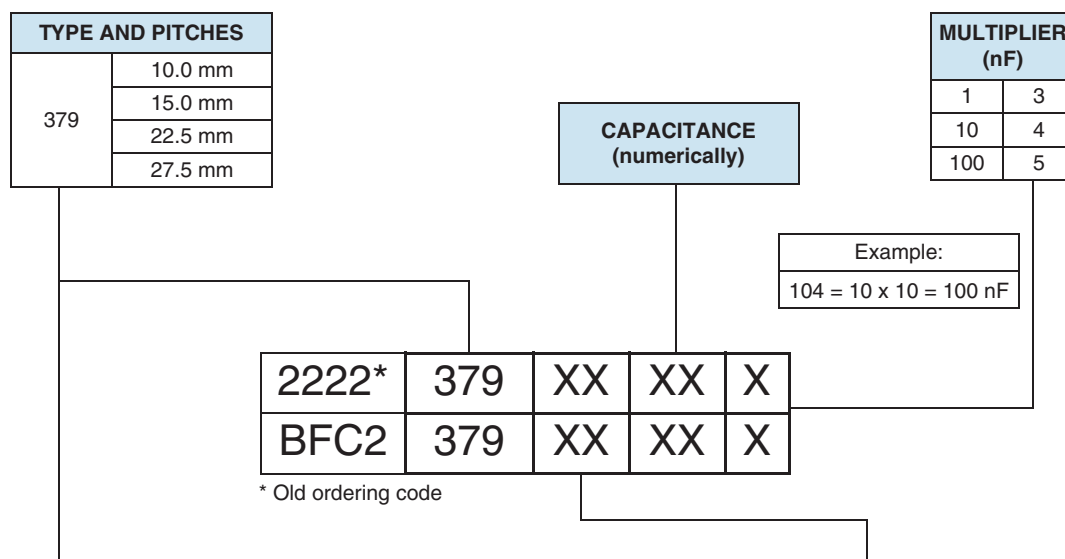 TYPE AND PITCHES
379
10.0 mm
15.0 mm
22.5 mm
27.5 mm
CAPACITANCE
(numerically)
MULTIPLIER
(nF)
1 3
10 4
100 5
Example:
104 = 10 x 10 = 100 nF
2222* 379 XX XX X
BFC2 379 XX XX X
* Old ordering code